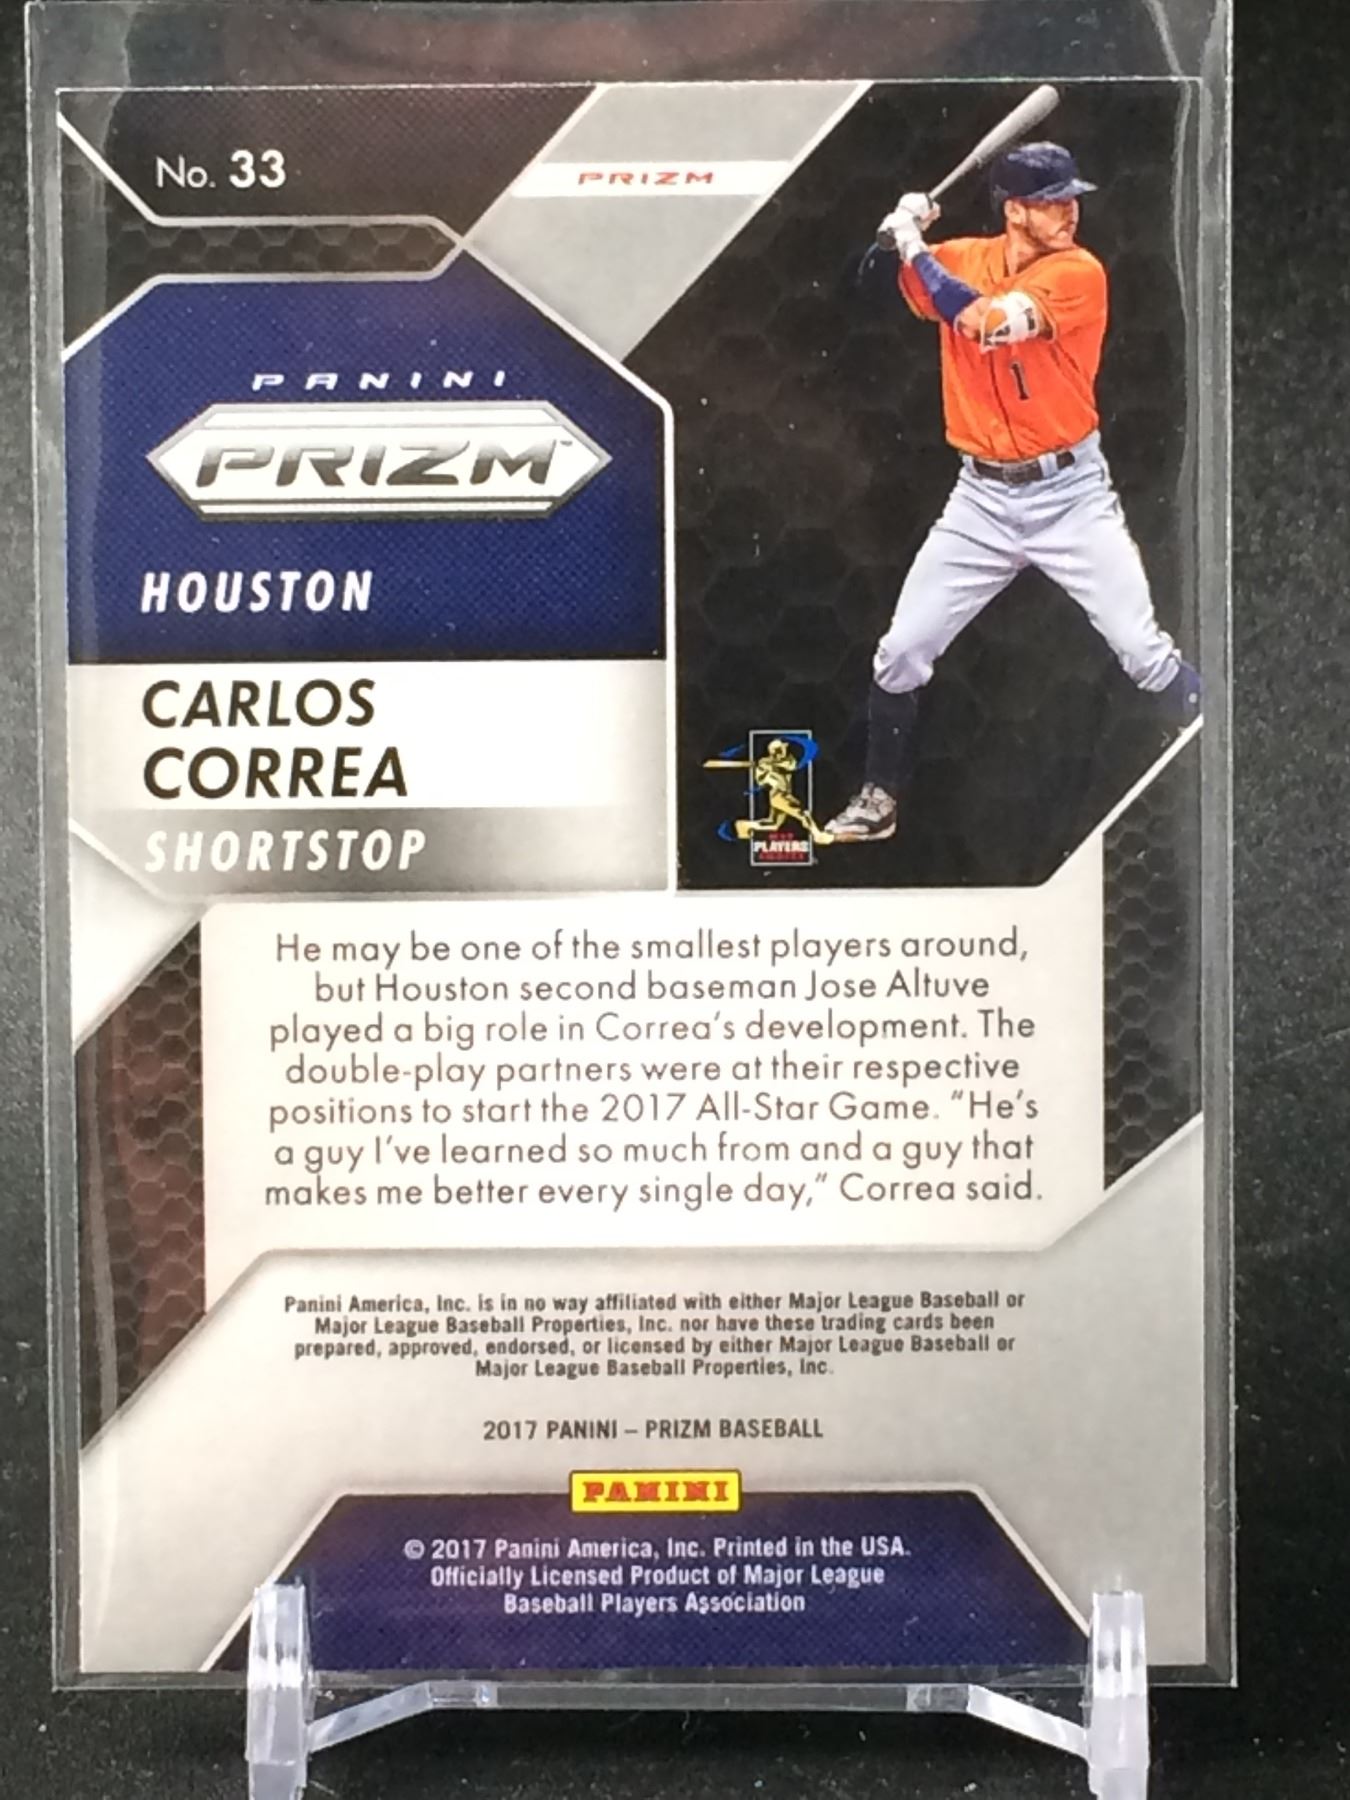 No. 33
PRIZM
PANINI
PRIZM™
HOUSTON
CARLOS
CORREA
SHORTSTOP
1
PLAYERS
He may be one of the smallest players around,
but Houston second baseman Jose Altuve
played a big role in Correa's development. The
double-play partners were at their respective
positions to start the 2017 All-Star Game. "He's
a guy I've learned so much from and a guy that
makes me better every single day," Correa said.
Panini America, Inc. is in no way affiliated with either Major League Baseball or
Major League Baseball Properties, Inc. nor have these trading cards been
prepared, approved, endorsed, or licensed by either Major League Baseball or
Major League Baseball Properties, Inc.
2017 PANINI – PRIZM BASEBALL
PANINI
© 2017 Panini America, Inc. Printed in the USA.
Officially Licensed Product of Major League
Baseball Players Association